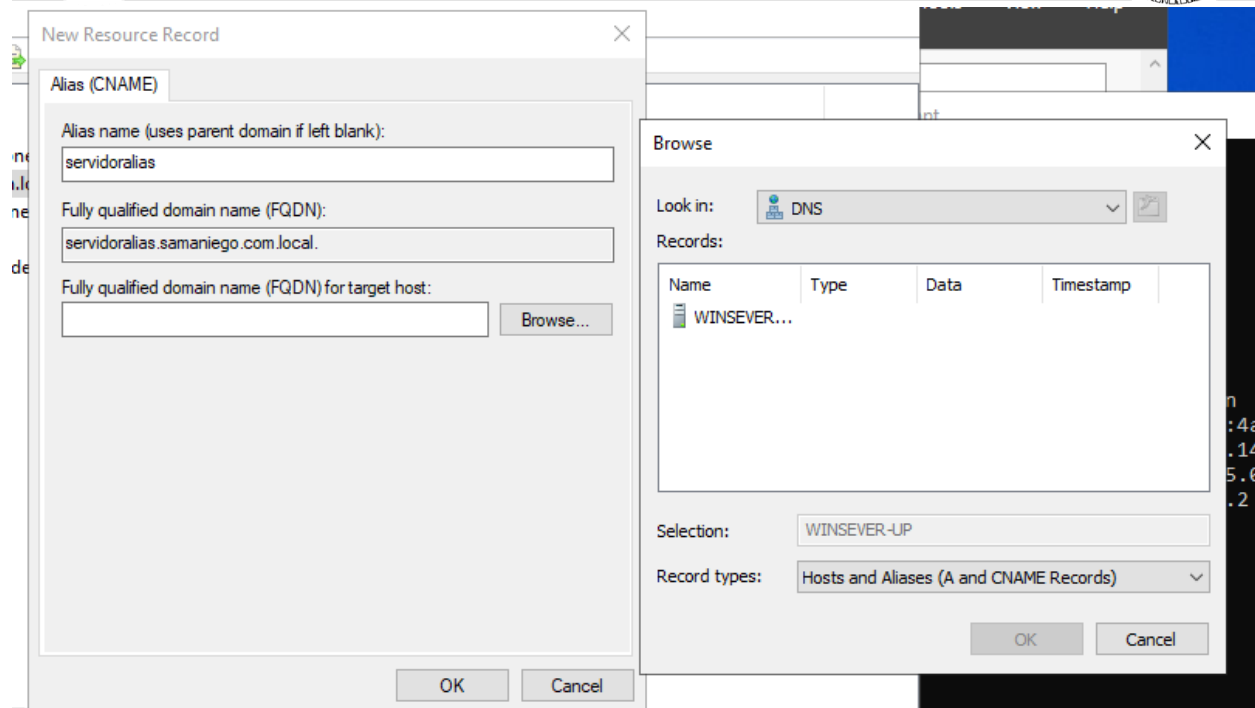 New Resource Record
Alias (CNAME)
Alias name (uses parent domain if left blank):
servidoralias
Fully qualified domain name (FQDN):
servidoralias.samaniego.com.local.
Fully qualified domain name (FQDN) for target host:
Browse...
OK Cancel
Browse
Look in: DNS
Records:
Name Type Data Timestamp
WINSEVER...
Selection: WINSEVER-UP
Record types: Hosts and Aliases (A and CNAME Records)
OK Cancel